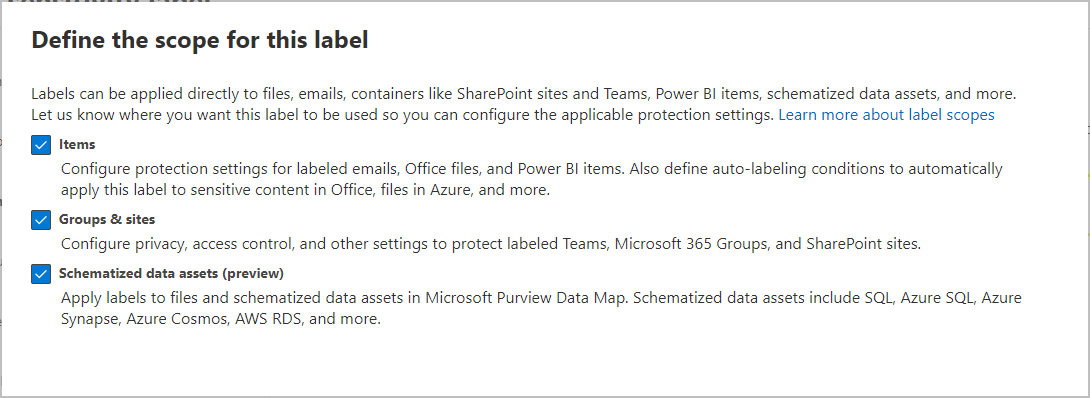 Define the scope for this label
Labels can be applied directly to files, emails, containers like SharePoint sites and Teams, Power BI items, schematized data assets, and more.
Let us know where you want this label to be used so you can configure the applicable protection settings. Learn more about label scopes
Items
Configure protection settings for labeled emails, Office files, and Power BI items. Also define auto-labeling conditions to automatically
apply this label to sensitive content in Office, files in Azure, and more.
Groups & sites
Configure privacy, access control, and other settings to protect labeled Teams, Microsoft 365 Groups, and SharePoint sites.
Schematized data assets (preview)
Apply labels to files and schematized data assets in Microsoft Purview Data Map. Schematized data assets include SQL, Azure SQL, Azure
Synapse, Azure Cosmos, AWS RDS, and more.